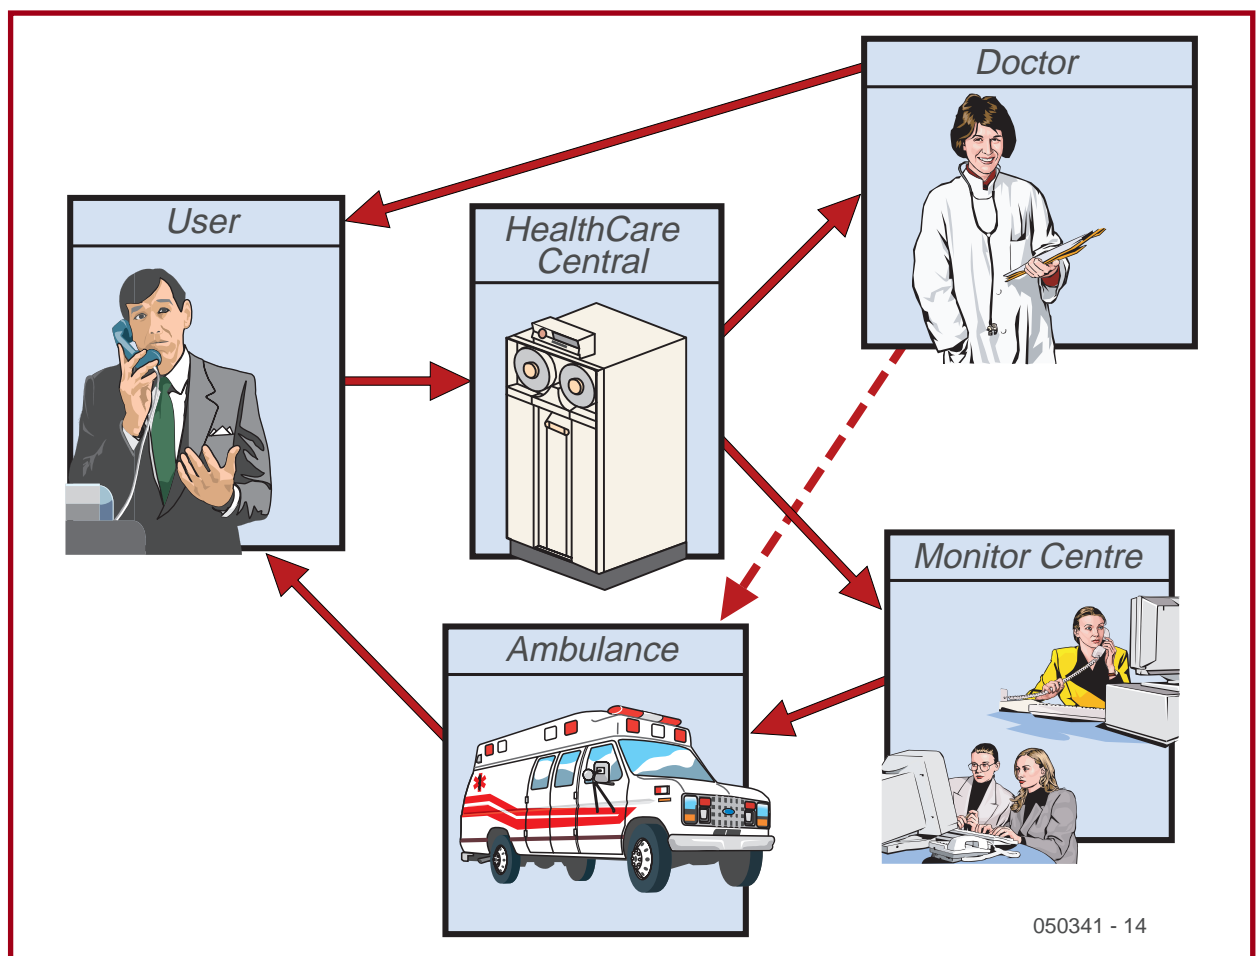 Doctor
User
HealthCare
Central
Monitor Centre
Ambulance
050341 - 14